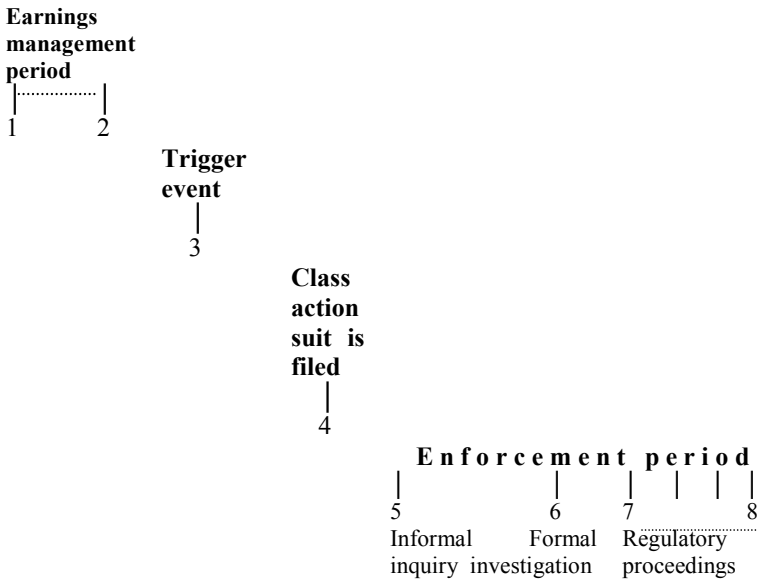 Earnings
management
period
1 2
Trigger
event
3
Class
action
suit is
filed
4
Enforcement period
5 6 7 8
Informal Formal Regulatory
inquiry investigation proceedings